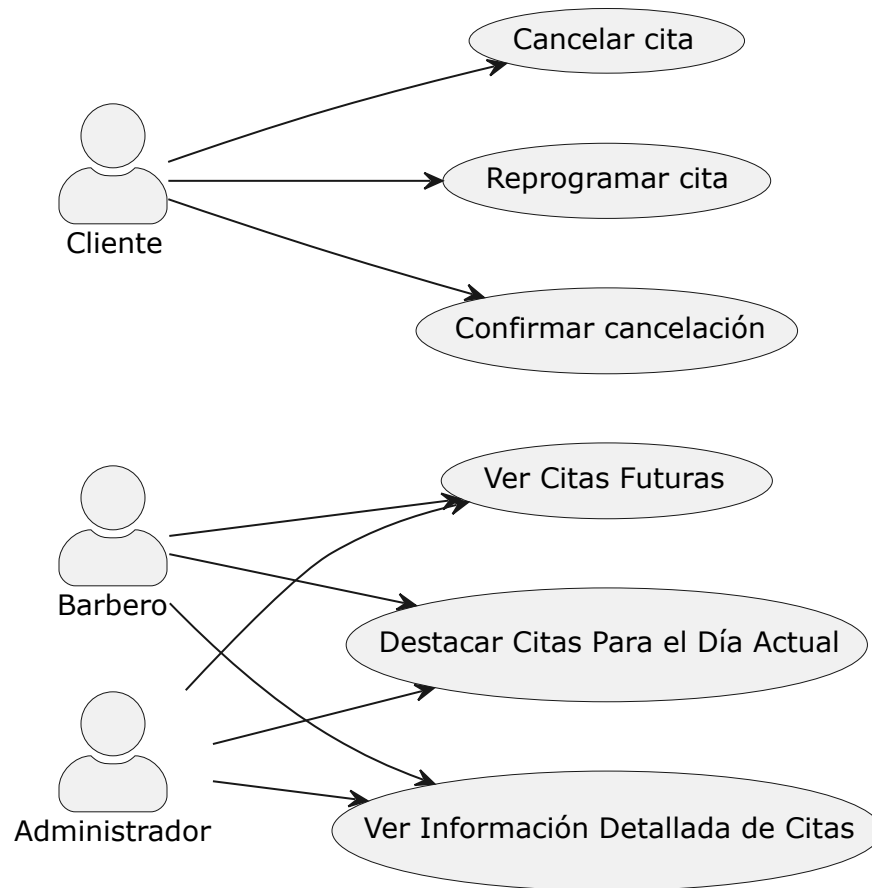 Cancelar cita
Reprogramar cita
Cliente
Confirmar cancelación
Ver Citas Futuras
Barbero
Destacar Citas Para el Día Actual
Administrador
Ver Información Detallada de Citas